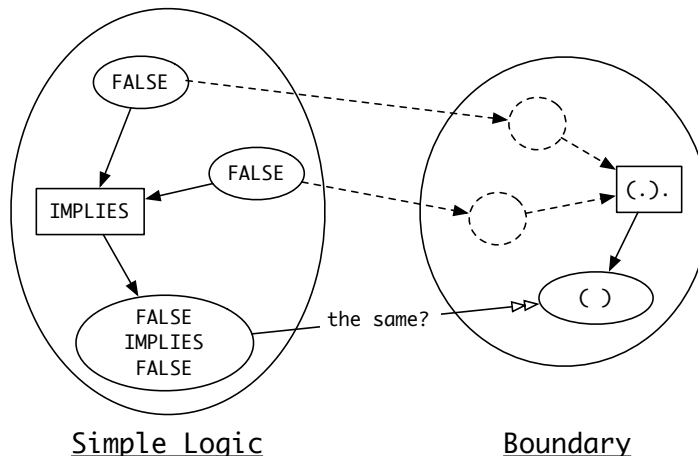 FALSE
FALSE
IMPLIES
(.).
FALSE
IMPLIES
FALSE
the same?
( )
Simple Logic
Boundary